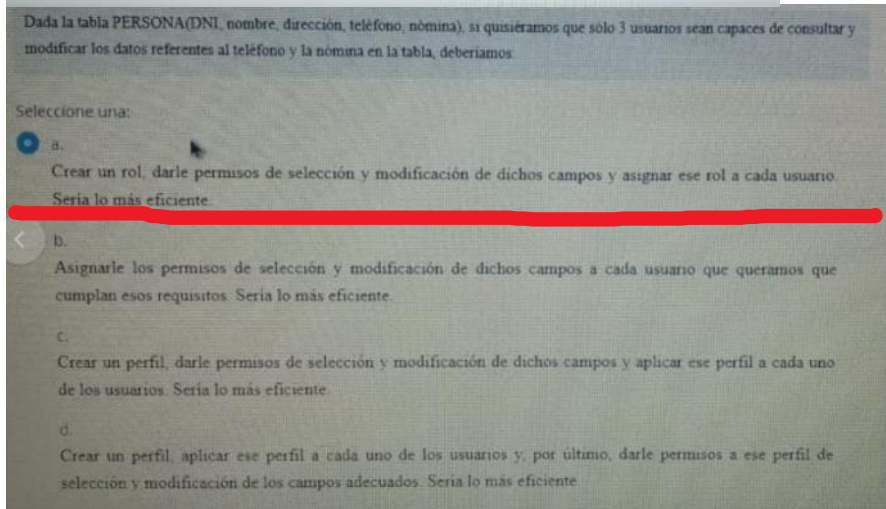 Dada la tabla PERSONA(DNI, nombre, dirección, teléfono, nómina), si quisiéramos que sólo 3 usuarios sean capaces de consultar y
modificar los datos referentes al teléfono y la nómina en la tabla, deberíamos:
Seleccione una:
a.
Crear un rol, darle permisos de selección y modificación de dichos campos y asignar ese rol a cada usuario.
Sería lo más eficiente.
b.
Asignarle los permisos de selección y modificación de dichos campos a cada usuario que queramos que
cumplan esos requisitos. Sería lo más eficiente.
c.
Crear un perfil, darle permisos de selección y modificación de dichos campos y aplicar ese perfil a cada uno
de los usuarios. Sería lo más eficiente.
d.
Crear un perfil, aplicar ese perfil a cada uno de los usuarios y, por último, darle permisos a ese perfil de
selección y modificación de los campos adecuados. Sería lo más eficiente.